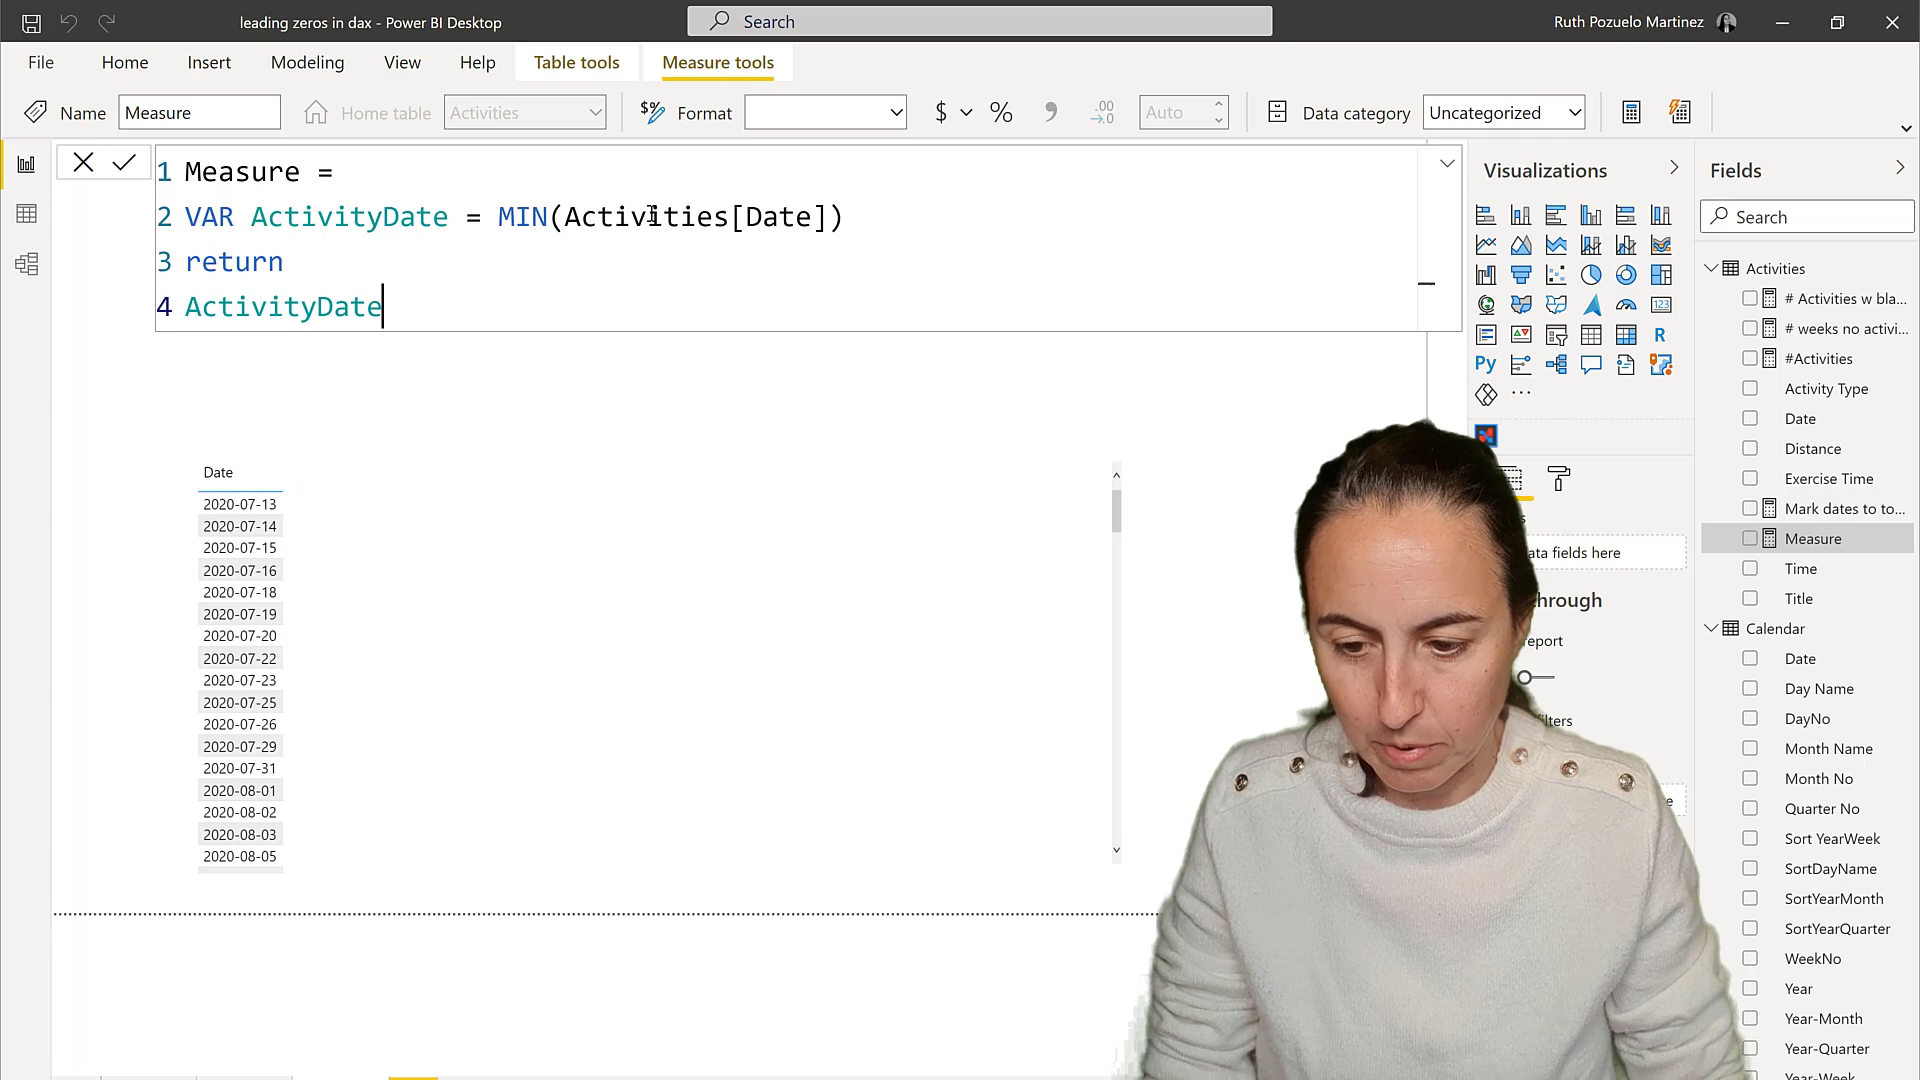 leading zeros in dax - Power BI Desktop
Search
Ruth Pozuelo Martinez
File
Home
Insert
Modeling
View
Help
Table tools
Measure tools
Name
Measure
Home table
Activities
Format
$
%
Auto
Data category
Uncategorized
1 Measure =
2 VAR ActivityDate = MIN(Activities[Date])
3 return
4 ActivityDate
Date
2020-07-13
2020-07-14
2020-07-15
2020-07-16
2020-07-18
2020-07-19
2020-07-20
2020-07-22
2020-07-23
2020-07-25
2020-07-26
2020-07-29
2020-07-31
2020-08-01
2020-08-02
2020-08-03
2020-08-05
Visualizations
123
R
Py
...
ata fields here
hrough
report
filters
Fields
Search
Activities
# Activities w bla...
# weeks no activi...
#Activities
Activity Type
Date
Distance
Exercise Time
Mark dates to to...
Measure
Time
Title
Calendar
Date
Day Name
DayNo
Month Name
Month No
Quarter No
Sort YearWeek
SortDayName
SortYearMonth
SortYearQuarter
WeekNo
Year
Year-Month
Year-Quarter
Year-Week